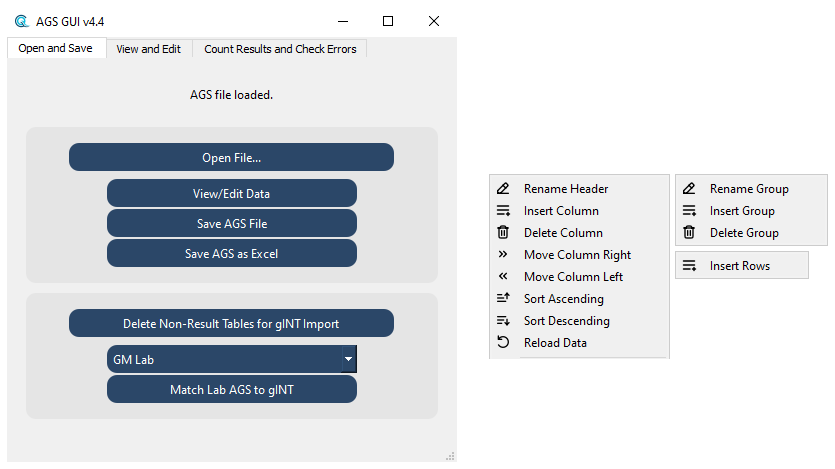 AGS GUI v4.4
Open and Save
View and Edit
Count Results and Check Errors
AGS file loaded.
Open File...
View/Edit Data
Save AGS File
Save AGS as Excel
Delete Non-Result Tables for gINT Import
GM Lab
Match Lab AGS to gINT
Rename Header
Insert Column
Delete Column
Move Column Right
Move Column Left
Sort Ascending
Sort Descending
Reload Data
Rename Group
Insert Group
Delete Group
Insert Rows